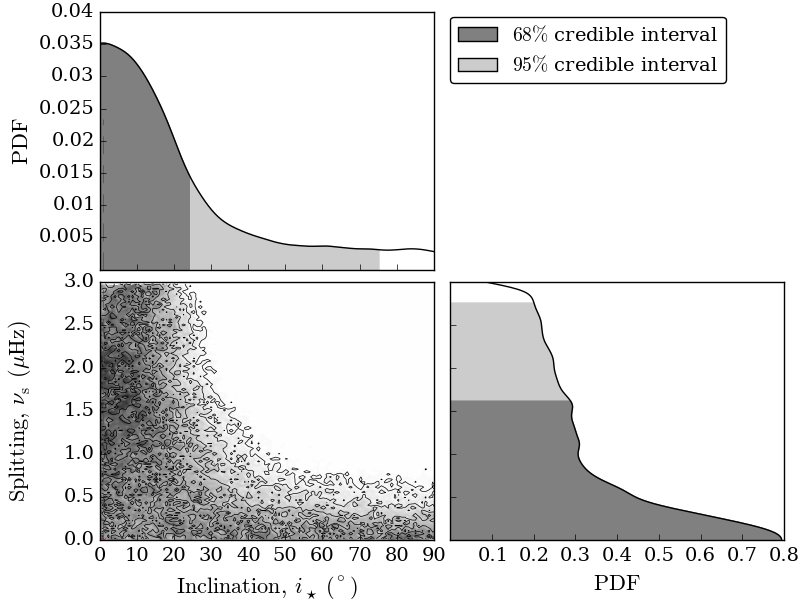 0.04
0.035
0.03
0.025
0.02
0.015
0.01
0.005
PDF
68% credible interval
95% credible interval
3.0
2.5
2.0
1.5
1.0
0.5
0.0
Splitting, νs (μHz)
0 10 20 30 40 50 60 70 80 90
Inclination, i⋆ (°)
0.1 0.2 0.3 0.4 0.5 0.6 0.7 0.8
PDF